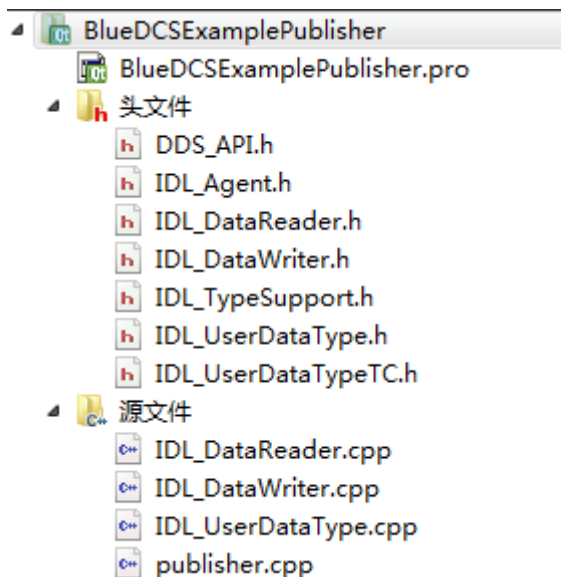 BlueDCSExamplePublisher
BlueDCSExamplePublisher.pro
头文件
DDS_API.h
IDL_Agent.h
IDL_DataReader.h
IDL_DataWriter.h
IDL_TypeSupport.h
IDL_UserDataType.h
IDL_UserDataTypeTC.h
源文件
IDL_DataReader.cpp
IDL_DataWriter.cpp
IDL_UserDataType.cpp
publisher.cpp